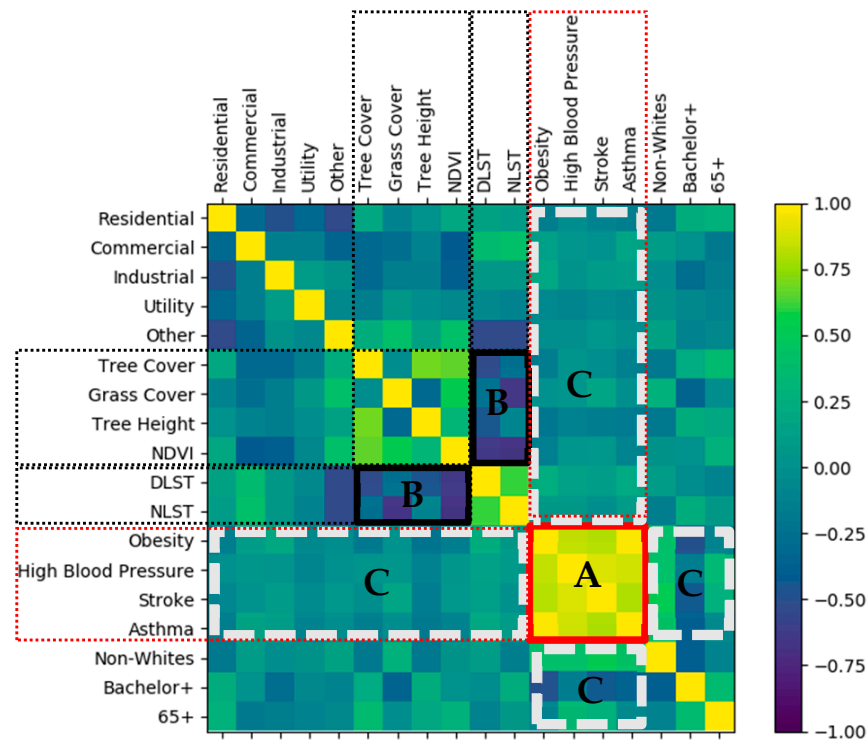 Residential
Commercial
Industrial
Utility
Other
Tree Cover
Grass Cover
Tree Height
NDVI
DLST
NLST
Obesity
High Blood Pressure
Stroke
Asthma
Non-Whites
Bachelor+
65+
Residential
Commercial
Industrial
Utility
Other
Tree Cover
Grass Cover
Tree Height
NDVI
DLST
NLST
Obesity
High Blood Pressure
Stroke
Asthma
Non-Whites
Bachelor+
65+
C
B
B
C
A
C
C
1.00
0.75
0.50
0.25
0.00
−0.25
−0.50
−0.75
−1.00